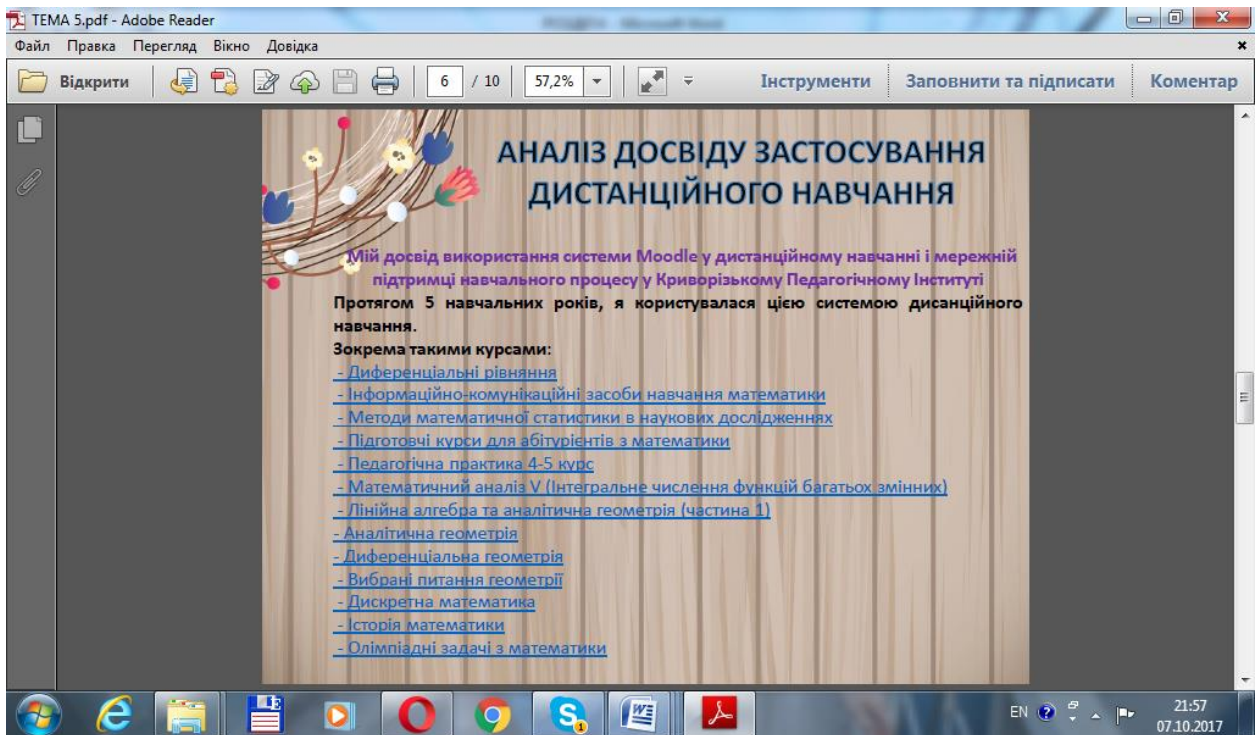 TEMA 5.pdf - Adobe Reader
Файл Правка Перегляд Вікно Довідка
Відкрити 6 / 10 57,2% Інструменти Заповнити та підписати Коментар
АНАЛІЗ ДОСВІДУ ЗАСТОСУВАННЯ
ДИСТАНЦІЙНОГО НАВЧАННЯ
Мій досвід використання системи Moodle у дистанційному навчанні і мережній
підтримці навчального процесу у Криворізькому Педагогічному Інституті
Протягом 5 навчальних років, я користувалася цією системою дисанційного
навчання.
Зокрема такими курсами:
- Диференціальні рівняння
- Інформаційно-комунікаційні засоби навчання математики
- Методи математичної статистики в наукових дослідженнях
- Підготовчі курси для абітурієнтів з математики
- Педагогічна практика 4-5 курс
- Математичний аналіз V (Інтегральне числення функцій багатьох змінних)
- Лінійна алгебра та аналітична геометрія (частина 1)
- Аналітична геометрія
- Диференціальна геометрія
- Вибрані питання геометрії
- Дискретна математика
- Історія математики
- Олімпіадні задачі з математики
EN 21:57
07.10.2017